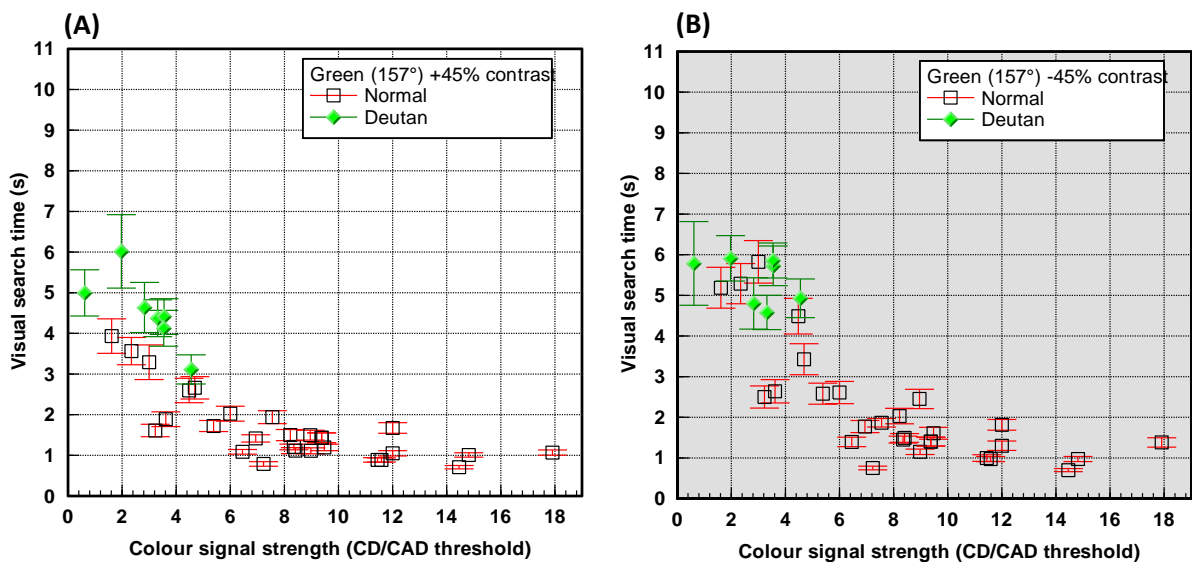 (A)
11
10
9
8
7
6
5
4
3
2
1
0
0 2 4 6 8 10 12 14 16 18
Visual search time (s)
Colour signal strength (CD/CAD threshold)
Green (157°) +45% contrast
Normal
Deutan
(B)
11
10
9
8
7
6
5
4
3
2
1
0
0 2 4 6 8 10 12 14 16 18
Visual search time (s)
Colour signal strength (CD/CAD threshold)
Green (157°) -45% contrast
Normal
Deutan